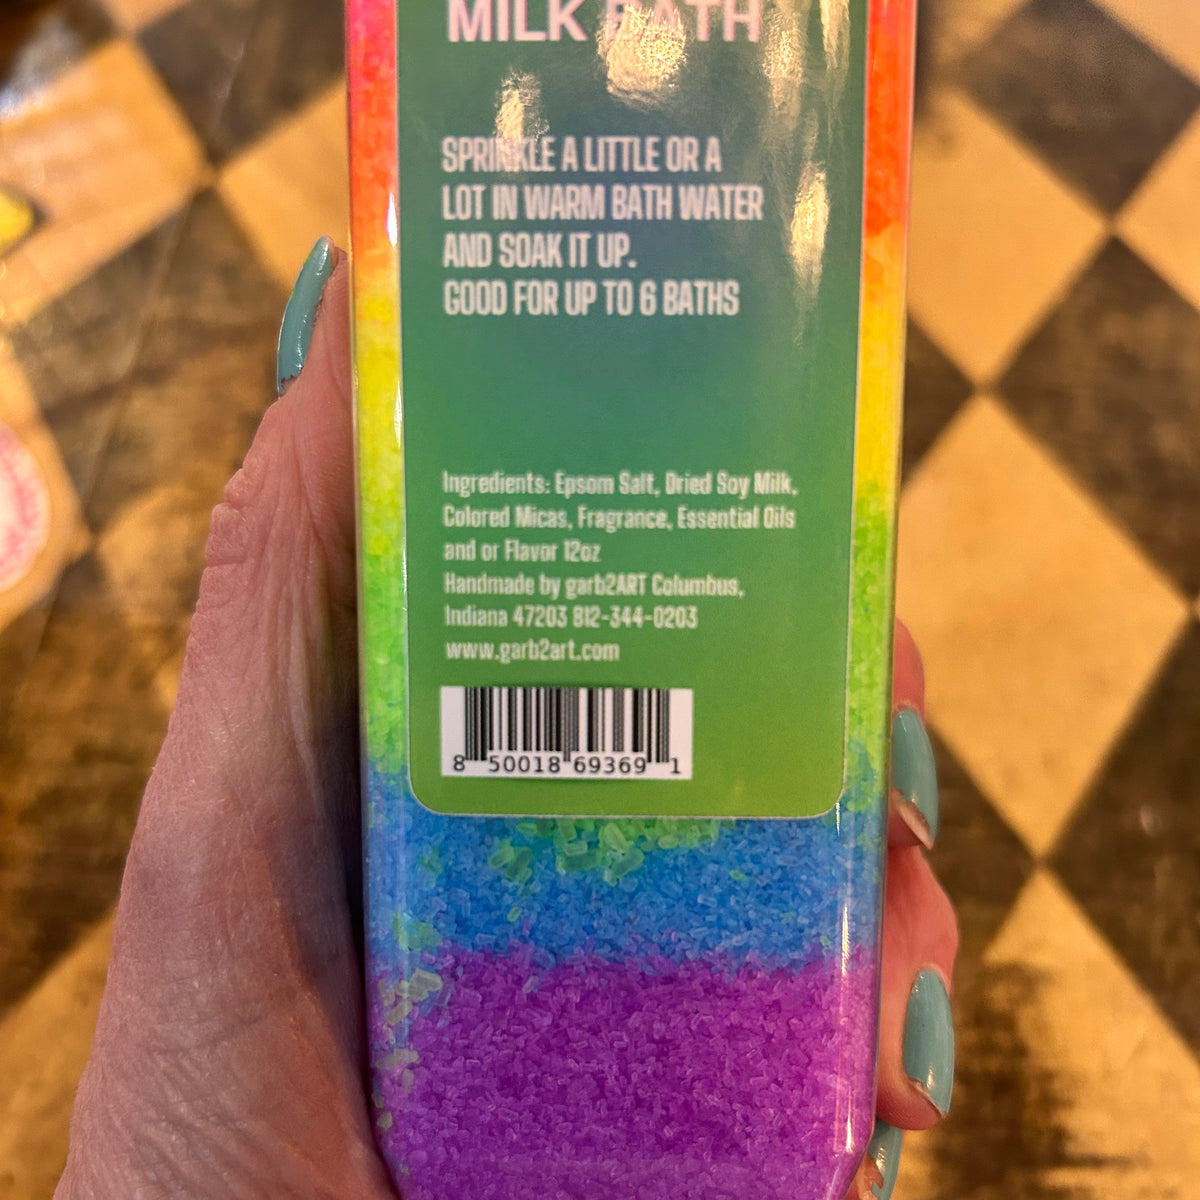 MILK BATH
SPRINKLE A LITTLE OR A
LOT IN WARM BATH WATER
AND SOAK IT UP.
GOOD FOR UP TO 6 BATHS
Ingredients: Epsom Salt, Dried Soy Milk,
Colored Micas, Fragrance, Essential Oils
and or Flavor 12oz
Handmade by garb2ART Columbus,
Indiana 47203 812-344-0203
www.garb2art.com
8 50018 69369 1